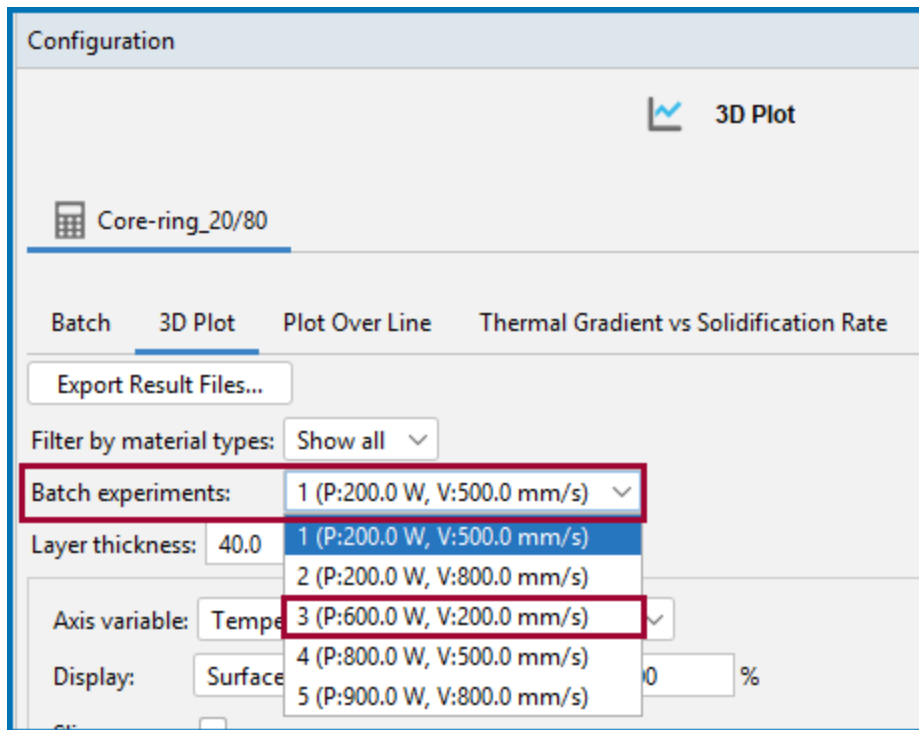 Configuration
3D Plot
Core-ring_20/80
Batch 3D Plot Plot Over Line Thermal Gradient vs Solidification Rate
Export Result Files...
Filter by material types: Show all
Batch experiments: 1 (P:200.0 W, V:500.0 mm/s)
Layer thickness: 40.0 1 (P:200.0 W, V:500.0 mm/s)
2 (P:200.0 W, V:800.0 mm/s)
Axis variable: Tempe 3 (P:600.0 W, V:200.0 mm/s)
4 (P:800.0 W, V:500.0 mm/s)
Display: Surface 0 %
5 (P:900.0 W, V:800.0 mm/s)